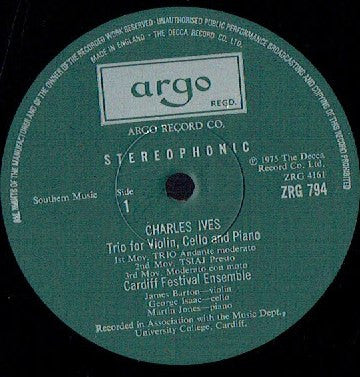 ALL RIGHTS OF THE MANUFACTURER AND OF THE OWNER OF THE RECORDED WORK RESERVED · UNAUTHORISED PUBLIC PERFORMANCE BROADCASTING AND COPYING OF THIS RECORD PROHIBITED
MADE IN ENGLAND · THE DECCA RECORD CO. LTD.
argo
REGD.
ARGO RECORD CO.
STEREOPHONIC
Southern Music
Side
1
℗ 1975 The Decca
Record Co. Ltd.
ZRG 4161
ZRG 794
CHARLES IVES
Trio for Violin, Cello and Piano
1st Mov. TRIO Andante moderato
2nd Mov. TSIAJ Presto
3rd Mov. Moderato con moto
Cardiff Festival Ensemble
James Barton—violin
George Isaac—cello
Martin Jones—piano
Recorded in Association with the Music Dept.,
University College, Cardiff.